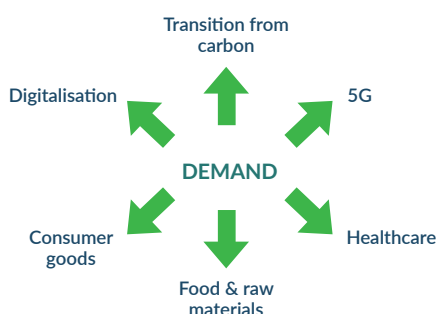 Transition from
carbon
Digitalisation
5G
DEMAND
Consumer
goods
Healthcare
Food & raw
materials